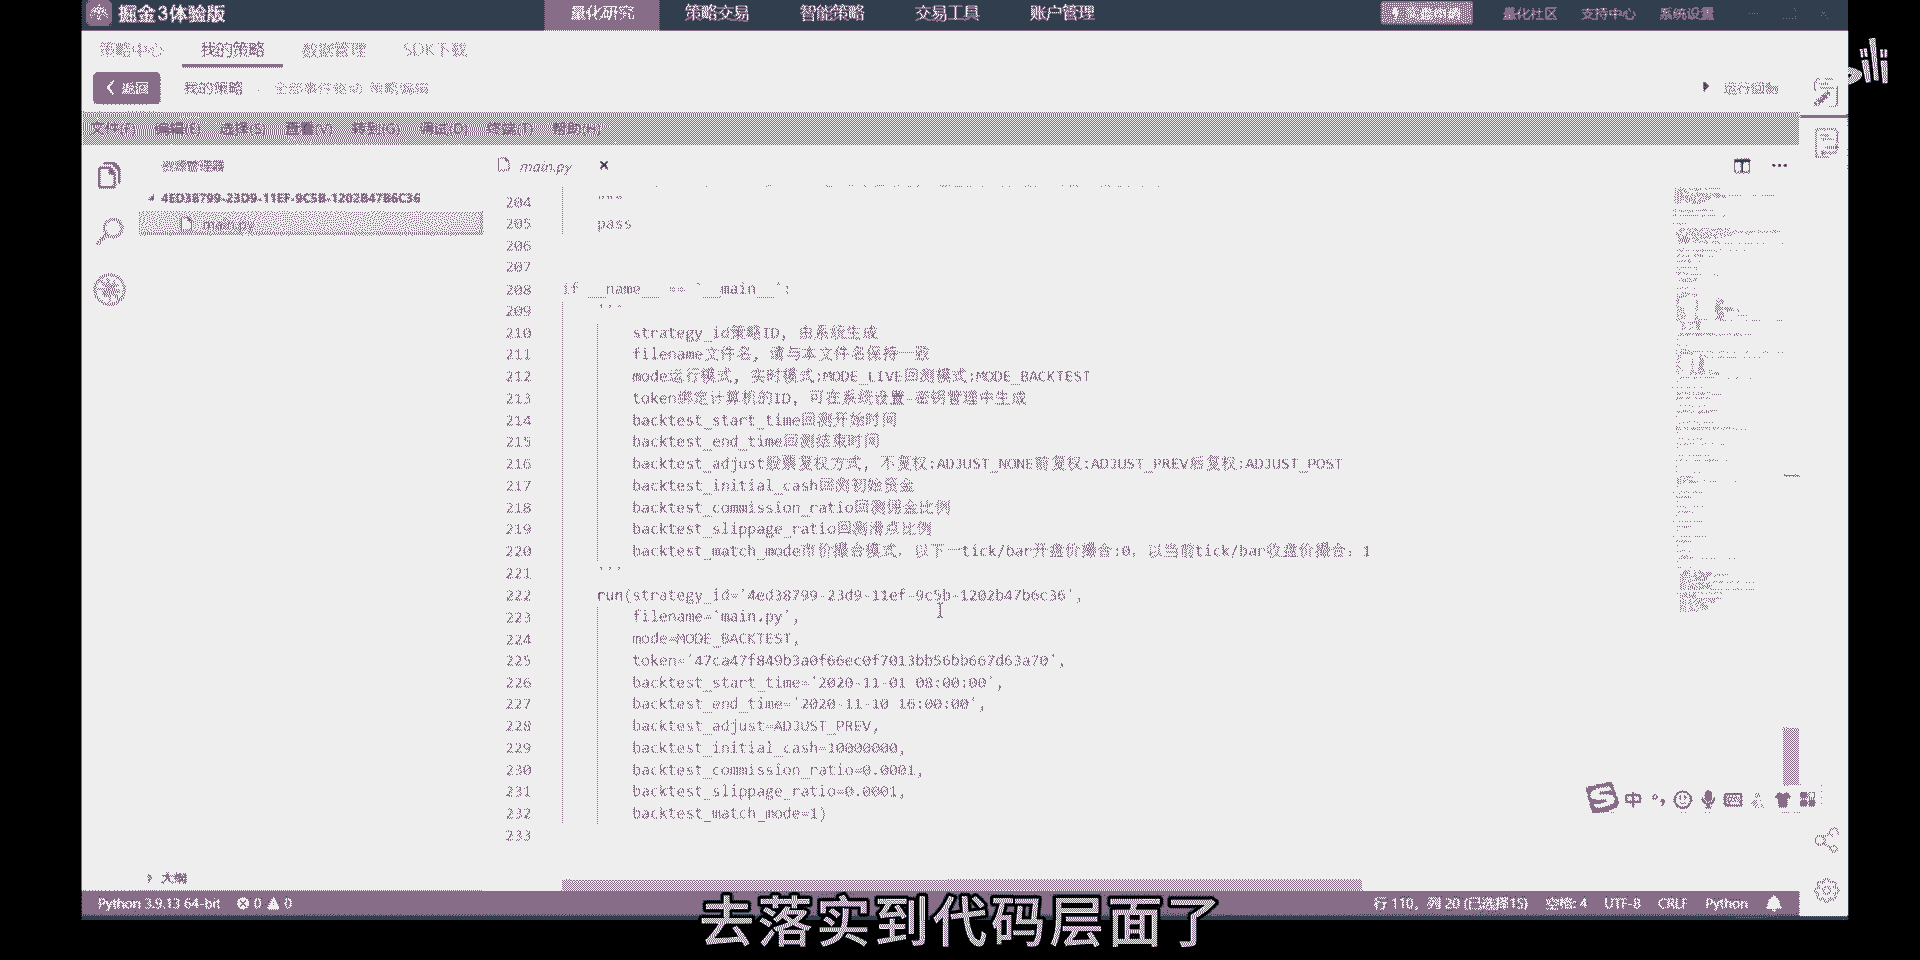 掘金3体验版
量化研究 策略交易 智能策略 交易工具 账户管理
量化社区 支持中心 系统设置
策略中心 我的策略 数据管理 SDK下载
返回 我的策略 全部事件驱动 策略编辑 运行回测
文件(F) 编辑(E) 选择(S) 查看(V) 转到(G) 调试(D) 终端(T) 帮助(H)
资源管理器 main.py
4ED38799-23D9-11EF-9C5B-1202B47B6C36
main.py
204 """
205 pass
206
207
208 if __name__ == '__main__':
209 '''
210 strategy_id策略ID, 由系统生成
211 filename文件名, 请与本文件名保持一致
212 mode运行模式, 实时模式:MODE_LIVE回测模式:MODE_BACKTEST
213 token绑定计算机的ID, 可在系统设置-密钥管理中生成
214 backtest_start_time回测开始时间
215 backtest_end_time回测结束时间
216 backtest_adjust股票复权方式, 不复权:ADJUST_NONE前复权:ADJUST_PREV后复权:ADJUST_POST
217 backtest_initial_cash回测初始资金
218 backtest_commission_ratio回测佣金比例
219 backtest_slippage_ratio回测滑点比例
220 backtest_match_mode市价撮合模式，以下一tick/bar开盘价撮合:0，以当前tick/bar收盘价撮合：1
221 '''
222 run(strategy_id='4ed38799-23d9-11ef-9c5b-1202b47b6c36',
223 filename='main.py',
224 mode=MODE_BACKTEST,
225 token='47ca47f849b3a0f66ec0f7013bb56bb667d63a70',
226 backtest_start_time='2020-11-01 08:00:00',
227 backtest_end_time='2020-11-10 16:00:00',
228 backtest_adjust=ADJUST_PREV,
229 backtest_initial_cash=10000000,
230 backtest_commission_ratio=0.0001,
231 backtest_slippage_ratio=0.0001,
232 backtest_match_mode=1)
233
中
大纲
Python 3.9.13 64-bit 0 0 行 110, 列 20 (已选择15) 空格: 4 UTF-8 CRLF Python
去落实到代码层面了